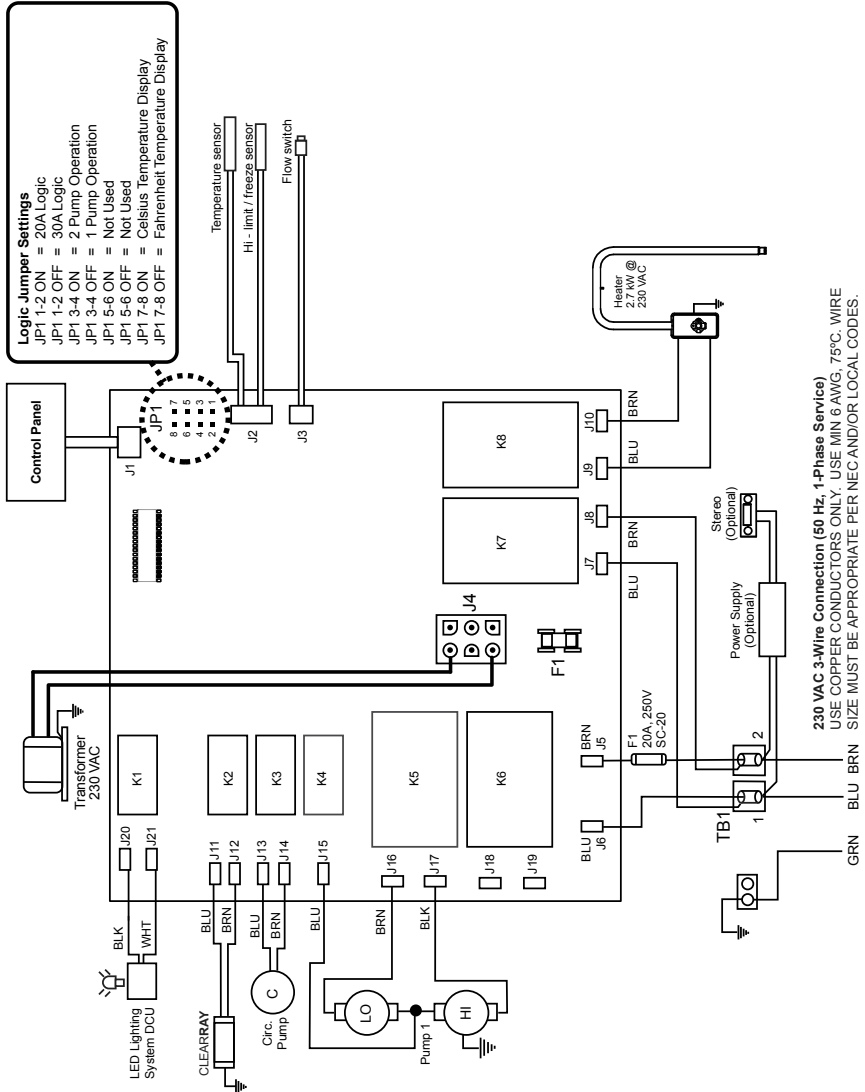 Logic Jumper Settings
JP1 1-2 ON = 20A Logic
JP1 1-2 OFF = 30A Logic
JP1 3-4 ON = 2 Pump Operation
JP1 3-4 OFF = 1 Pump Operation
JP1 5-6 ON = Not Used
JP1 5-6 OFF = Not Used
JP1 7-8 ON = Celsius Temperature Display
JP1 7-8 OFF = Fahrenheit Temperature Display
Control Panel
J1
JP1
8 7
6 5
4 3
2 1
J2
J3
Temperature sensor
Hi - limit / freeze sensor
Flow switch
Transformer
230 VAC
J4
F1
K1
K2
K3
K4
K5
K6
K7
K8
J20
J21
BLK
WHT
LED Lighting
System DCU
J11
J12
BLU
BRN
CLEARRAY
J13
J14
BLU
BRN
C
Circ.
Pump
J15
BLU
J16
BRN
J17
BLK
J18
J19
LO
HI
Pump 1
BLU
J6
BRN
J5
F1
20A, 250V
SC-20
J7
BLU
J8
BRN
J9
BLU
J10
BRN
Heater
2.7 kW @
230 VAC
Stereo
(Optional)
Power Supply
(Optional)
TB1
1
2
GRN
BLU
BRN
230 VAC 3-Wire Connection (50 Hz, 1-Phase Service)
USE COPPER CONDUCTORS ONLY. USE MIN 6 AWG, 75ºC. WIRE
SIZE MUST BE APPROPRIATE PER NEC AND/OR LOCAL CODES.